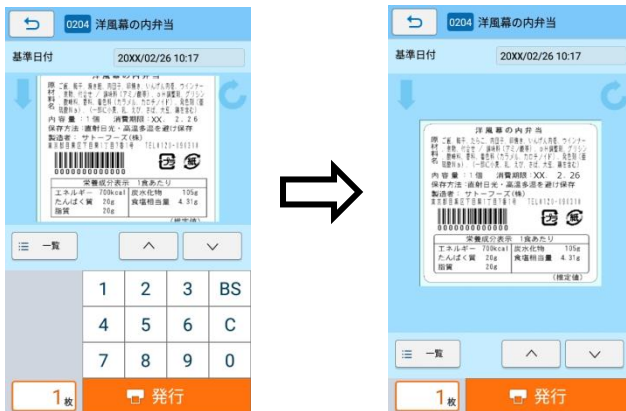 0204 洋風幕の内弁当
基準日付 20XX/02/26 10:17
洋風幕の内弁当
内容量：1個 消費期限：XX. 2.26
保存方法：直射日光・高温多湿を避け保存
製造者：サトーフーズ(株)
000000000000
プラ 紙
栄養成分表示 1食あたり
エネルギー 700kcal 炭水化物 105g
たんぱく質 20g 食塩相当量 4.31g
脂質 20g
(推定値)
一覧
1 2 3 BS
4 5 6 C
7 8 9 0
1枚 発行
0204 洋風幕の内弁当
基準日付 20XX/02/26 10:17
洋風幕の内弁当
内容量：1個 消費期限：XX. 2.26
保存方法：直射日光・高温多湿を避け保存
製造者：サトーフーズ(株)
000000000000
プラ 紙
栄養成分表示 1食あたり
エネルギー 700kcal 炭水化物 105g
たんぱく質 20g 食塩相当量 4.31g
脂質 20g
(推定値)
一覧
1枚 発行